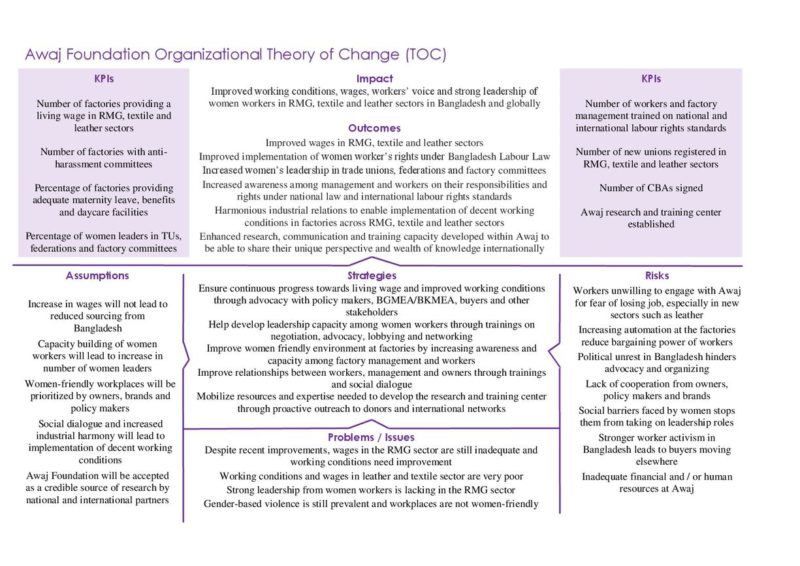 Awaj Foundation Organizational Theory of Change (TOC)
KPIs
Number of factories providing a
living wage in RMG, textile and
leather sectors
Number of factories with anti-
harassment committees
Percentage of factories providing
adequate maternity leave, benefits
and daycare facilities
Percentage of women leaders in TUs,
federations and factory committees
Impact
Improved working conditions, wages, workers’ voice and strong leadership of
women workers in RMG, textile and leather sectors in Bangladesh and globally
Outcomes
Improved wages in RMG, textile and leather sectors
Improved implementation of women worker’s rights under Bangladesh Labour Law
Increased women’s leadership in trade unions, federations and factory committees
Increased awareness among management and workers on their responsibilities and
rights under national law and international labour rights standards
Harmonious industrial relations to enable implementation of decent working
conditions in factories across RMG, textile and leather sectors
Enhanced research, communication and training capacity developed within Awaj to
be able to share their unique perspective and wealth of knowledge internationally
KPIs
Number of workers and factory
management trained on national and
international labour rights standards
Number of new unions registered in
RMG, textile and leather sectors
Number of CBAs signed
Awaj research and training center
established
Assumptions
Increase in wages will not lead to
reduced sourcing from
Bangladesh
Capacity building of women
workers will lead to increase in
number of women leaders
Women-friendly workplaces will be
prioritized by owners, brands and
policy makers
Social dialogue and increased
industrial harmony will lead to
implementation of decent working
conditions
Awaj Foundation will be accepted
as a credible source of research by
national and international partners
Strategies
Ensure continuous progress towards living wage and improved working conditions
through advocacy with policy makers, BGMEA/BKMEA, buyers and other
stakeholders
Help develop leadership capacity among women workers through trainings on
negotiation, advocacy, lobbying and networking
Improve women friendly environment at factories by increasing awareness and
capacity among factory management and workers
Improve relationships between workers, management and owners through trainings
and social dialogue
Mobilize resources and expertise needed to develop the research and training center
through proactive outreach to donors and international networks
Problems / Issues
Despite recent improvements, wages in the RMG sector are still inadequate and
working conditions need improvement
Working conditions and wages in leather and textile sector are very poor
Strong leadership from women workers is lacking in the RMG sector
Gender-based violence is still prevalent and workplaces are not women-friendly
Risks
Workers unwilling to engage with Awaj
for fear of losing job, especially in new
sectors such as leather
Increasing automation at the factories
reduce bargaining power of workers
Political unrest in Bangladesh hinders
advocacy and organizing
Lack of cooperation from owners,
policy makers and brands
Social barriers faced by women stops
them from taking on leadership roles
Stronger worker activism in
Bangladesh leads to buyers moving
elsewhere
Inadequate financial and / or human
resources at Awaj